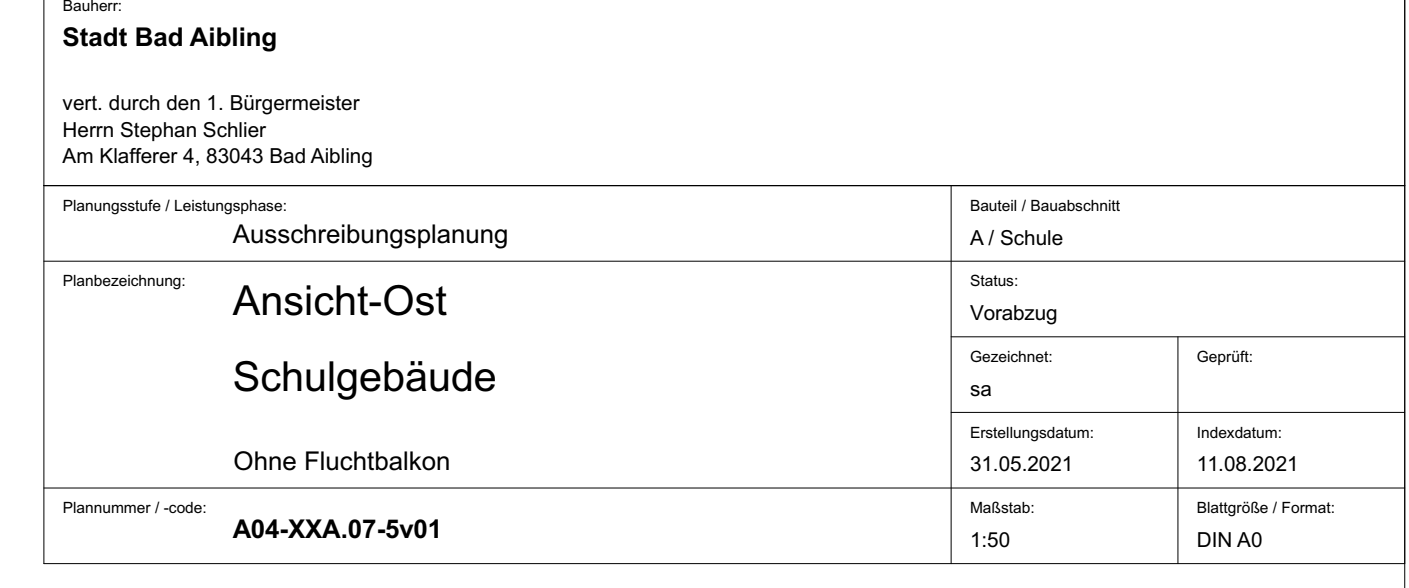 Bauherr:
Stadt Bad Aibling
vert. durch den 1. Bürgermeister
Herrn Stephan Schlier
Am Klafferer 4, 83043 Bad Aibling
Planungsstufe / Leistungsphase:
Ausschreibungsplanung
Bauteil / Bauabschnitt
A / Schule
Planbezeichnung:
Ansicht-Ost
Schulgebäude
Ohne Fluchtbalkon
Status:
Vorabzug
Gezeichnet:
sa
Geprüft:
Erstellungsdatum:
31.05.2021
Indexdatum:
11.08.2021
Plannummer / -code:
A04-XXA.07-5v01
Maßstab:
1:50
Blattgröße / Format:
DIN A0